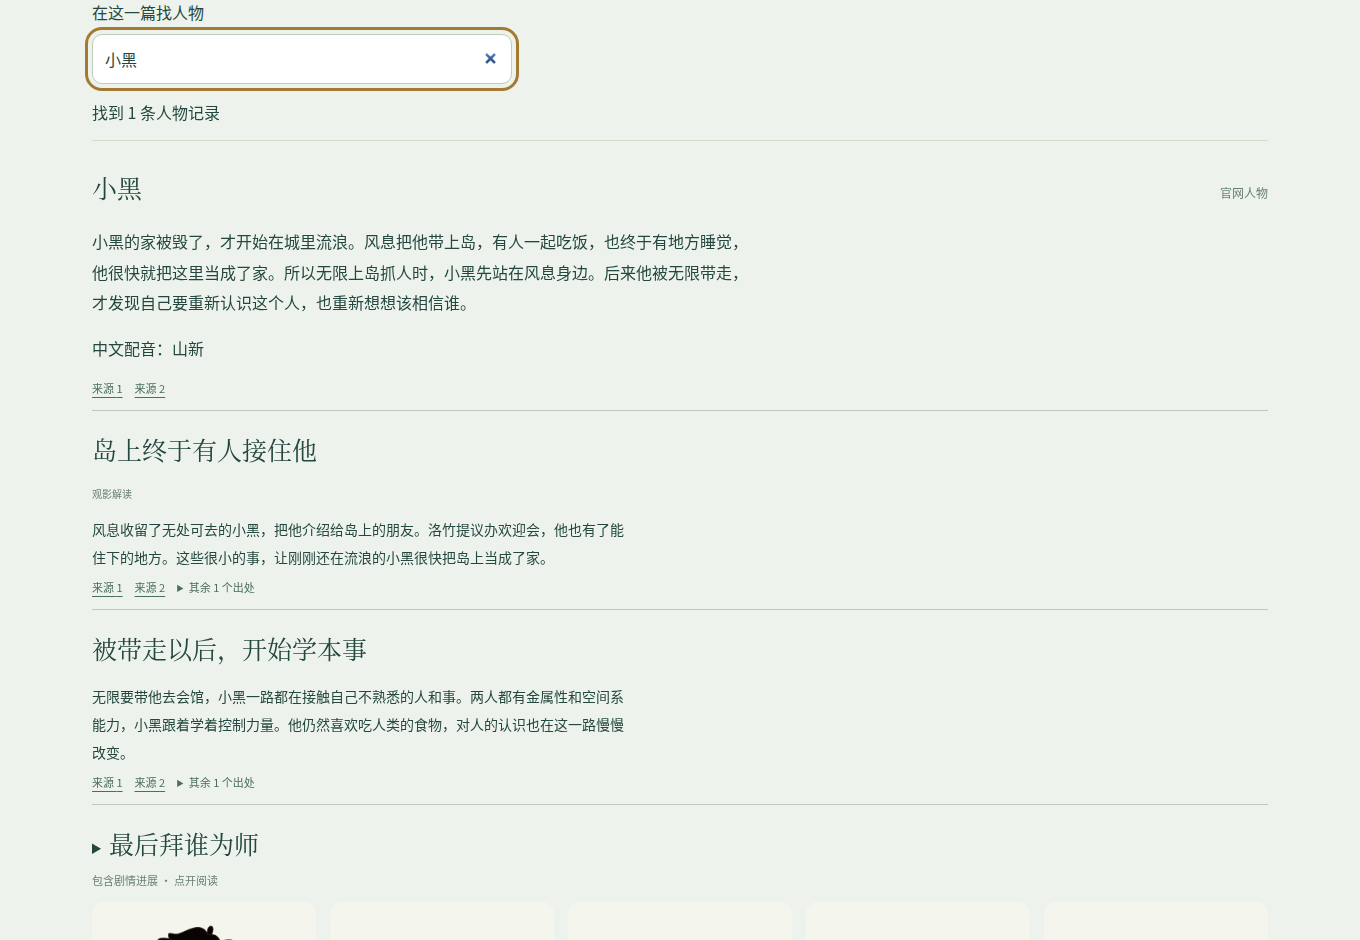 在这一篇找人物
小黑
找到 1 条人物记录
小黑
官网人物
小黑的家被毁了，才开始在城里流浪。风息把他带上岛，有人一起吃饭，也终于有地方睡觉，
他很快就把这里当成了家。所以无限上岛抓人时，小黑先站在风息身边。后来他被无限带走，
才发现自己要重新认识这个人，也重新想想该相信谁。
中文配音：山新
来源 1 来源 2
岛上终于有人接住他
观影解读
风息收留了无处可去的小黑，把他介绍给岛上的朋友。洛竹提议办欢迎会，他也有了能
住下的地方。这些很小的事，让刚刚还在流浪的小黑很快把岛上当成了家。
来源 1 来源 2 ▶ 其余 1 个出处
被带走以后，开始学本事
无限要带他去会馆，小黑一路都在接触自己不熟悉的人和事。两人都有金属性和空间系
能力，小黑跟着学着控制力量。他仍然喜欢吃人类的食物，对人的认识也在这一路慢慢
改变。
来源 1 来源 2 ▶ 其余 1 个出处
▶ 最后拜谁为师
包含剧情进展 · 点开阅读